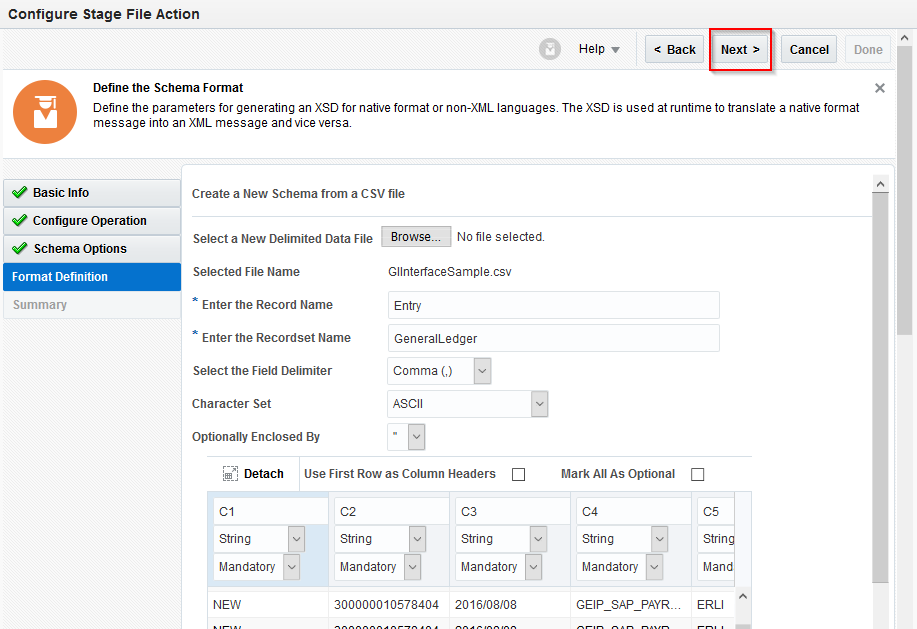 Configure Stage File Action
Help
< Back
Next >
Cancel
Done
Define the Schema Format
Define the parameters for generating an XSD for native format or non-XML languages. The XSD is used at runtime to translate a native format
message into an XML message and vice versa.
Basic Info
Configure Operation
Schema Options
Format Definition
Summary
Create a New Schema from a CSV file
Select a New Delimited Data File Browse... No file selected.
Selected File Name GlInterfaceSample.csv
* Enter the Record Name Entry
* Enter the Recordset Name GeneralLedger
Select the Field Delimiter Comma (,)
Character Set ASCII
Optionally Enclosed By "
Detach Use First Row as Column Headers Mark All As Optional
C1 C2 C3 C4 C5
String String String String String
Mandatory Mandatory Mandatory Mandatory Mand
NEW 300000010578404 2016/08/08 GEIP_SAP_PAYR... ERLI
NEW 300000010578404 2016/08/08 GEIP_SAP_PAYR ERLI